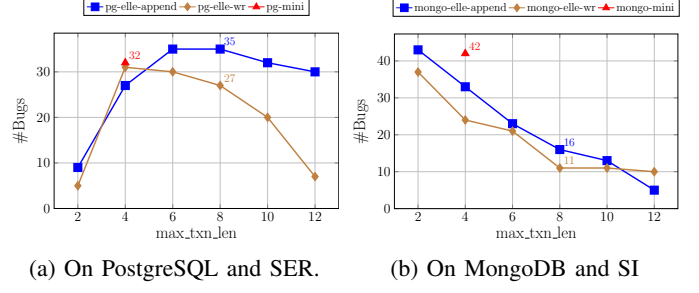 pg-elle-append pg-elle-wr pg-mini
32
35
27
30
20
10
0
#Bugs
2 4 6 8 10 12
max_txn_len
(a) On PostgreSQL and SER.
mongo-elle-append mongo-elle-wr mongo-mini
42
16
11
40
30
20
10
0
#Bugs
2 4 6 8 10 12
max_txn_len
(b) On MongoDB and SI